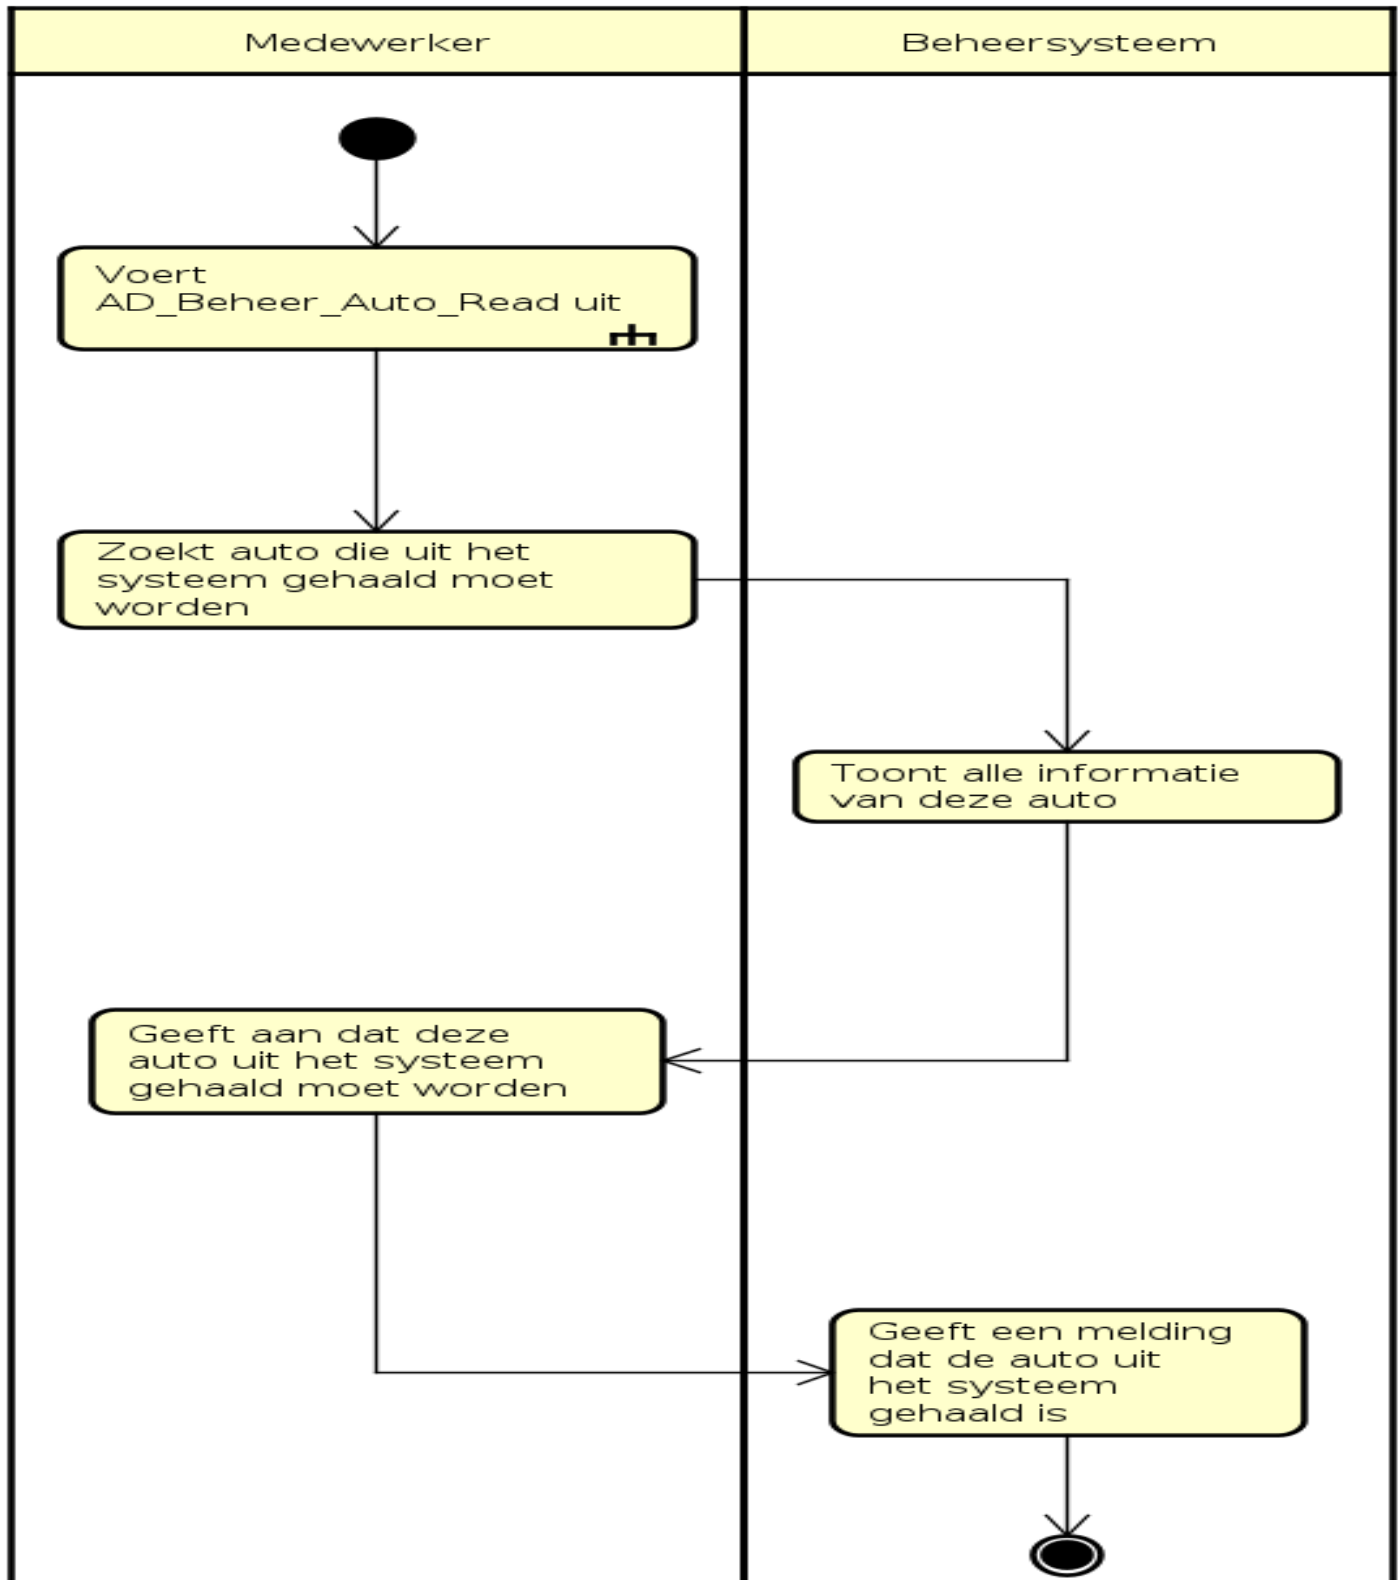 Medewerker
Beheersysteem
Voert
AD_Beheer_Auto_Read uit
Zoekt auto die uit het
systeem gehaald moet
worden
Toont alle informatie
van deze auto
Geeft aan dat deze
auto uit het systeem
gehaald moet worden
Geeft een melding
dat de auto uit
het systeem
gehaald is